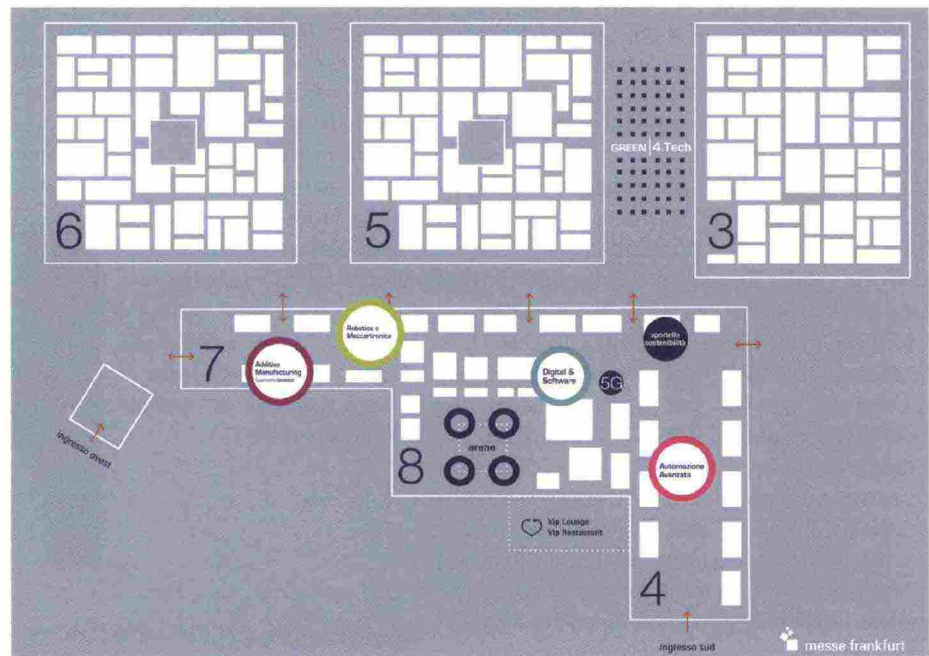 GREEN 4.Tech
6
5
3
7
Additive
Manufacturing
Robotica e
Meccatronica
Digital &
Software
5G
sportello
sostenibilità
ingresso ovest
8
arene
Automazione
Avanzata
Vip Lounge
Vip Restaurant
4
ingresso sud
messe frankfurt